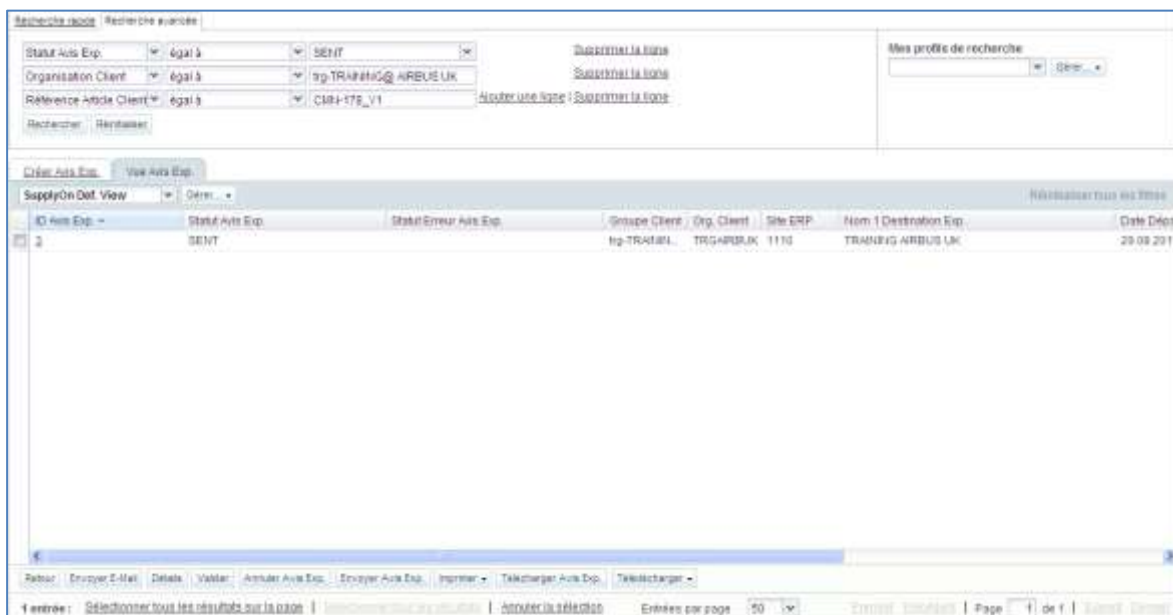 Recherche rapide Recherche avancée
Statut Avis Exp. égal à SENT Supprimer la ligne Mes profils de recherche
Organisation Client égal à trg-TRAINING@ AIRBUS UK Supprimer la ligne Gérer...
Référence Article Client égal à CMN-178_V1 Ajouter une ligne | Supprimer la ligne
Rechercher Réinitialiser
Créer Avis Exp. Vue Avis Exp.
SupplyOn Def. View Gérer... Réinitialiser tous les filtres
ID Avis Exp. Statut Avis Exp. Statut Erreur Avis Exp. Groupe Client Org. Client Site ERP Nom 1 Destination Exp. Date Dépa
SENT trg-TRAININ... TRGAIRBUK 1110 TRAINING AIRBUS UK
Retour Envoyer E-Mail Détails Valider Annuler Avis Exp. Envoyer Avis Exp. Imprimer Télécharger Avis Exp. Télécharger
1 entrée: Sélectionner tous les résultats sur la page | Sélectionner tous les résultats | Annuler la sélection Entrées par page 50 | Page 1 de 1 |